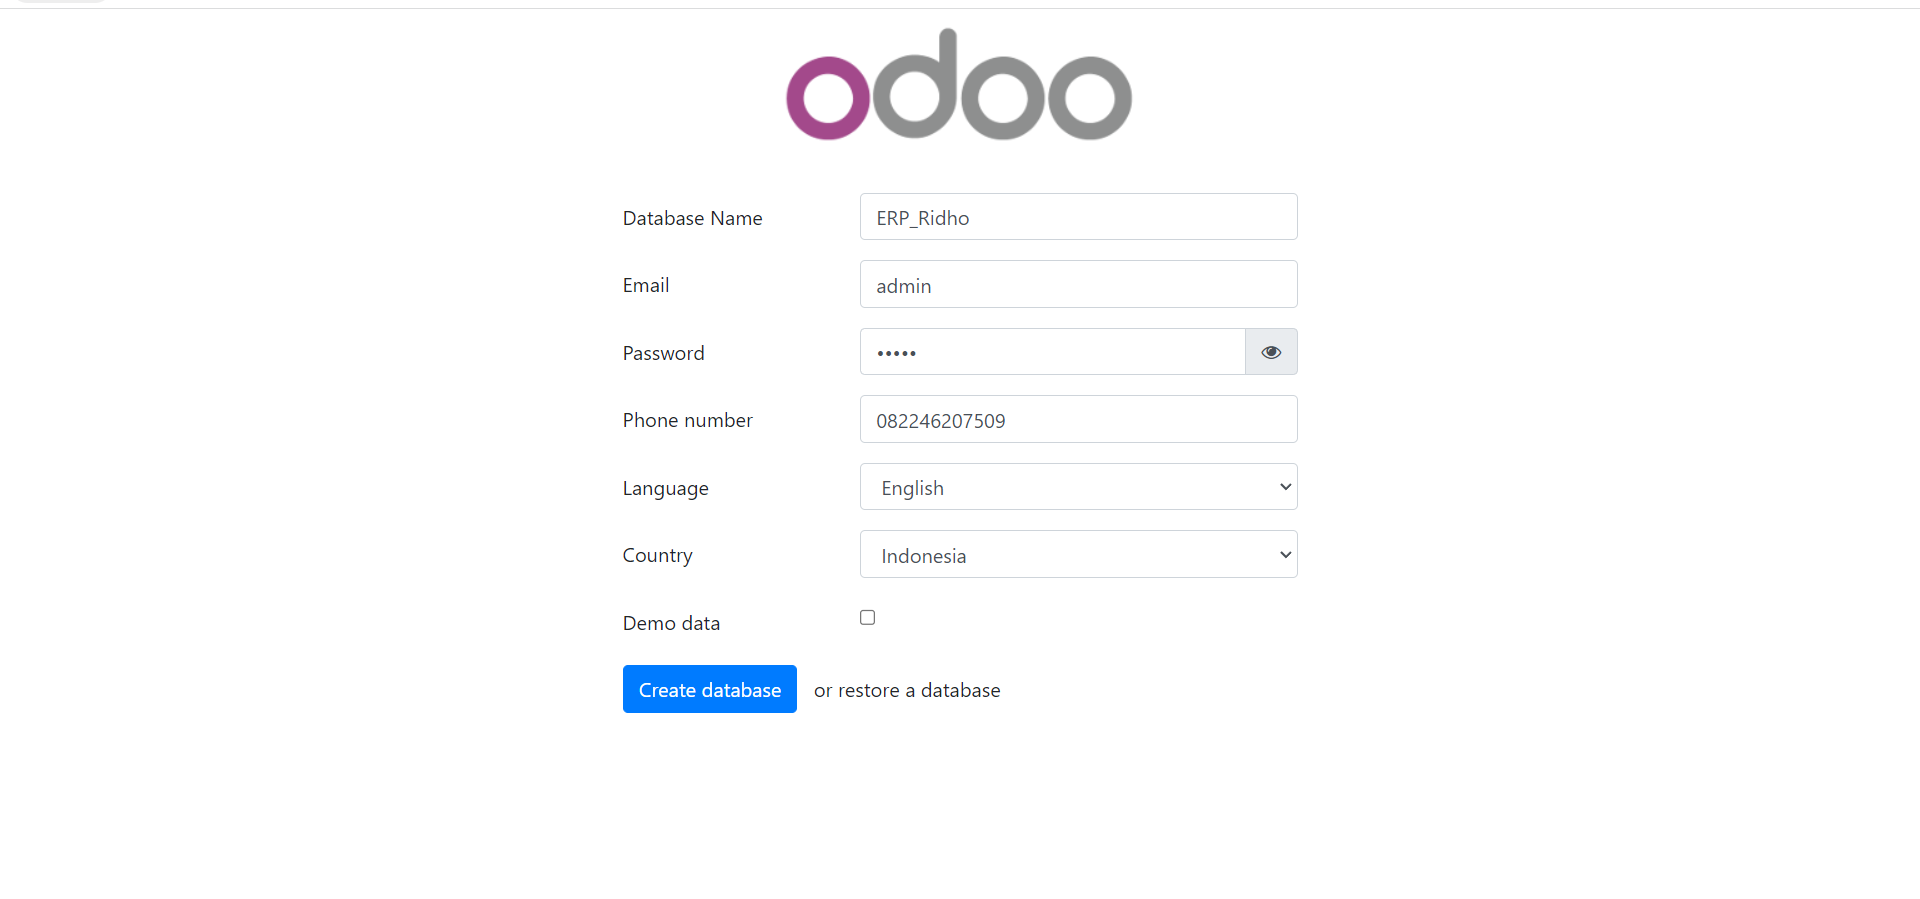 odoo
Database Name ERP_Ridho
Email admin
Password •••••
Phone number 082246207509
Language English
Country Indonesia
Demo data
Create database or restore a database